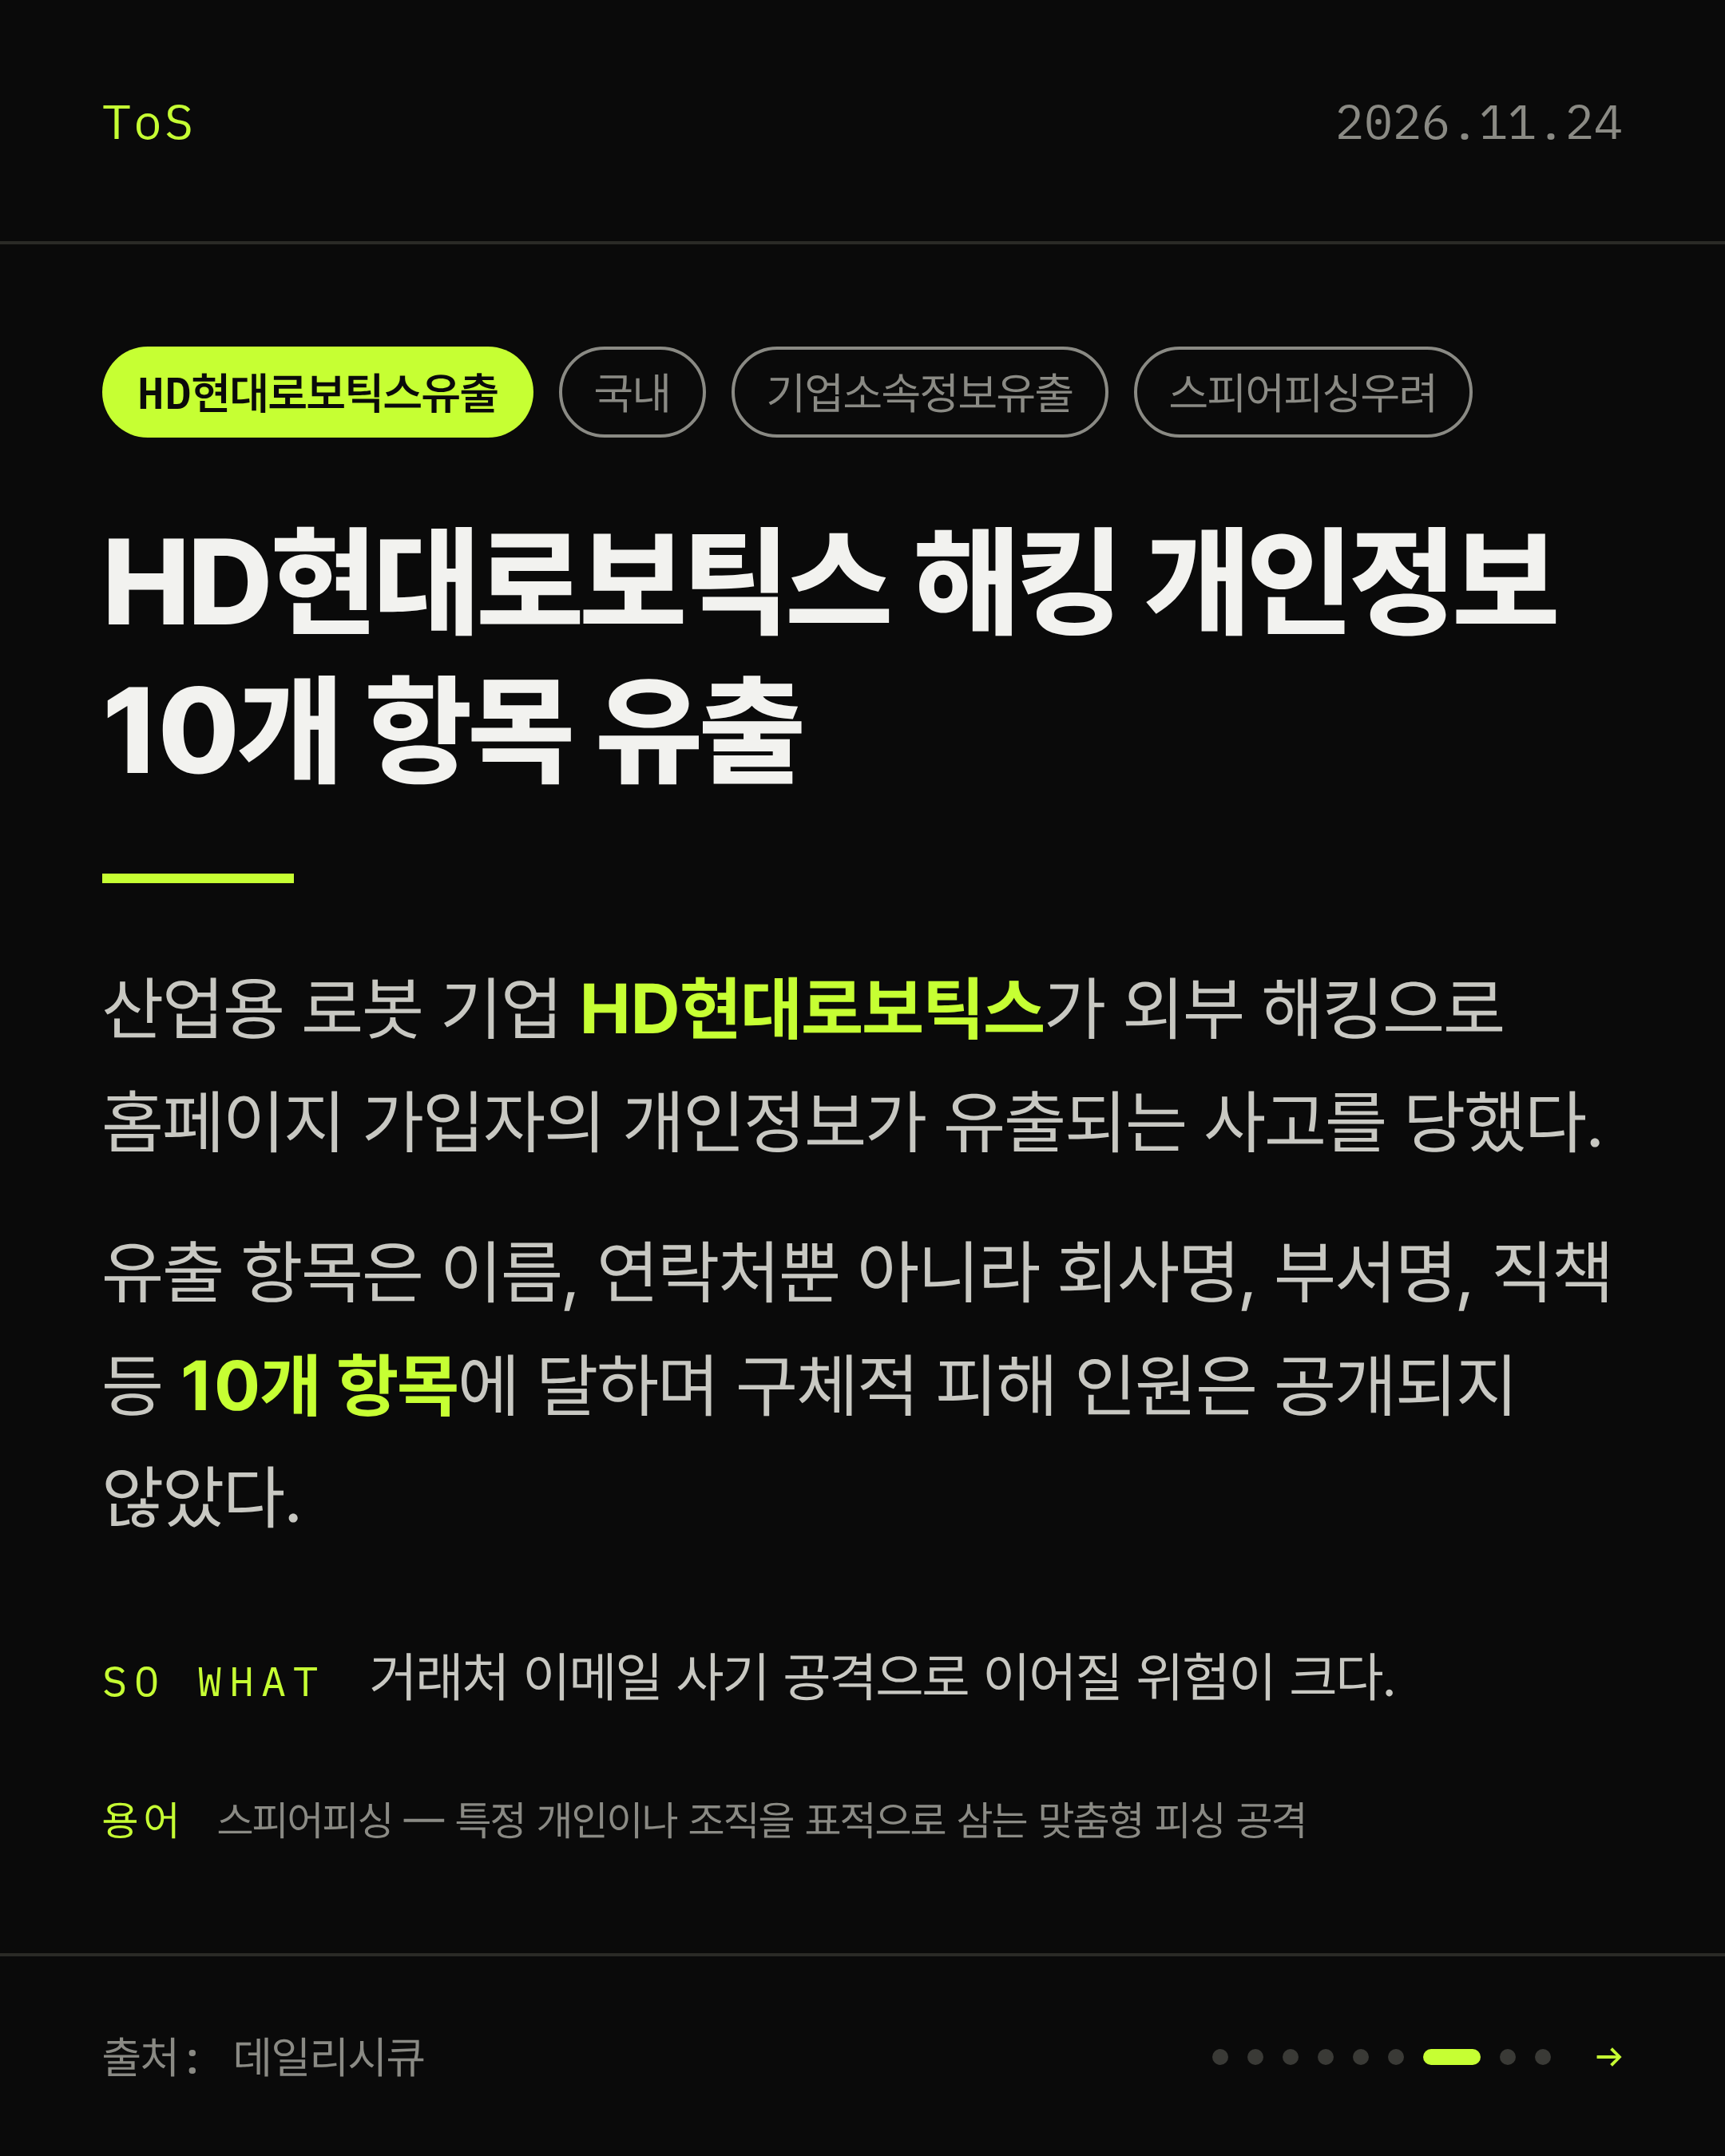 ToS
2026.11.24
HD현대로보틱스유출
국내
기업소속정보유출
스피어피싱우려
HD현대로보틱스 해킹 개인정보
10개 항목 유출
산업용 로봇 기업 HD현대로보틱스가 외부 해킹으로
홈페이지 가입자의 개인정보가 유출되는 사고를 당했다.
유출 항목은 이름, 연락처뿐 아니라 회사명, 부서명, 직책
등 10개 항목에 달하며 구체적 피해 인원은 공개되지
않았다.
SO WHAT 거래처 이메일 사기 공격으로 이어질 위험이 크다.
용어 스피어피싱 — 특정 개인이나 조직을 표적으로 삼는 맞춤형 피싱 공격
출처: 데일리시큐
→